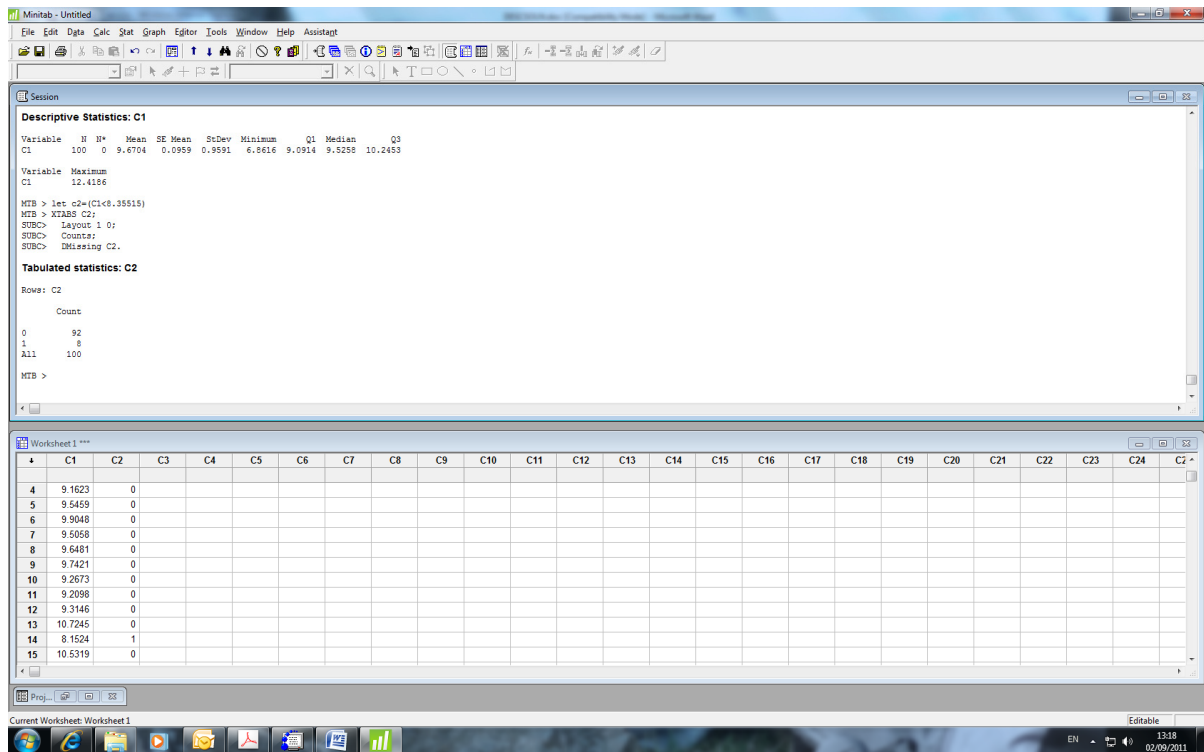 Minitab - Untitled
File Edit Data Calc Stat Graph Editor Tools Window Help Assistant
Session
Descriptive Statistics: C1
Variable N N* Mean SE Mean StDev Minimum Q1 Median Q3
C1 100 0 9.6704 0.0959 0.9591 6.8616 9.0914 9.5258 10.2453
Variable Maximum
C1 12.4186
MTB > let c2=(C1<8.35515)
MTB > XTABS C2;
SUBC> Layout 1 0;
SUBC> Counts;
SUBC> DMissing C2.
Tabulated statistics: C2
Rows: C2
Count
0 92
1 8
All 100
MTB >
Worksheet 1 ***
C1 C2 C3 C4 C5 C6 C7 C8 C9 C10 C11 C12 C13 C14 C15 C16 C17 C18 C19 C20 C21 C22 C23 C24
4 9.1623 0
5 9.5459 0
6 9.9048 0
7 9.5058 0
8 9.6481 0
9 9.7421 0
10 9.2673 0
11 9.2098 0
12 9.3146 0
13 10.7245 0
14 8.1524 1
15 10.5319 0
Proj...
Current Worksheet: Worksheet 1
Editable
EN
13:18
02/09/2011